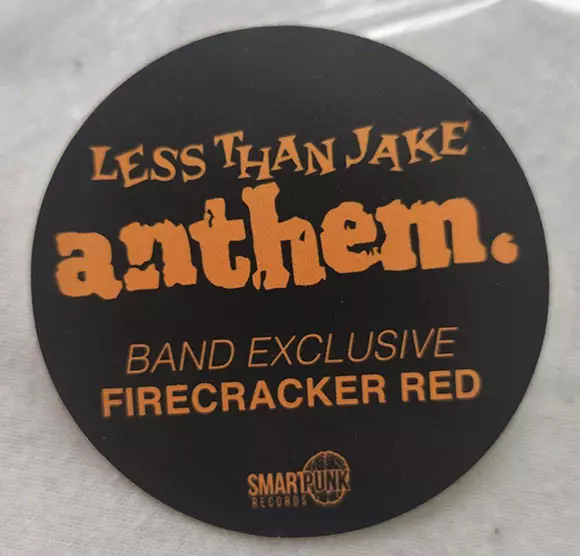 LESS THAN JAKE
anthem.
BAND EXCLUSIVE
FIRECRACKER RED
SMARTPUNK
RECORDS